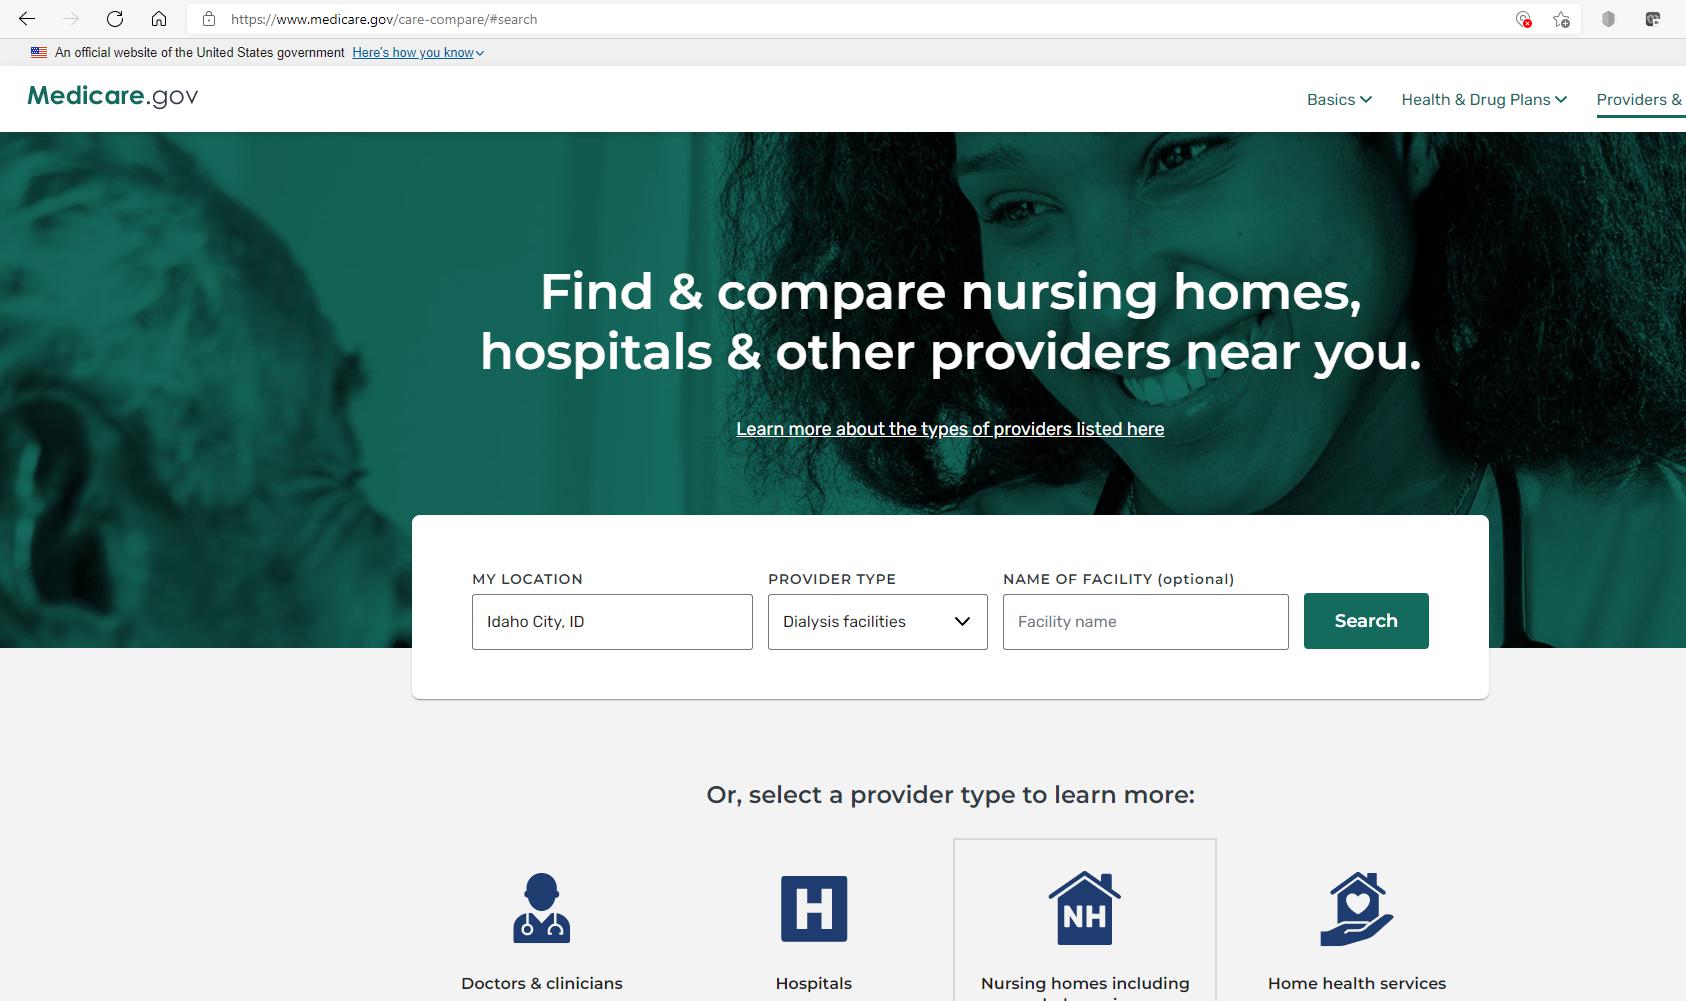 https://www.medicare.gov/care-compare/#search
An official website of the United States government Here's how you know
Medicare.gov
Basics Health & Drug Plans Providers &
Find & compare nursing homes,
hospitals & other providers near you.
Learn more about the types of providers listed here
MY LOCATION PROVIDER TYPE NAME OF FACILITY (optional)
Idaho City, ID Dialysis facilities Facility name Search
Or, select a provider type to learn more:
H NH
Doctors & clinicians Hospitals Nursing homes including Home health services